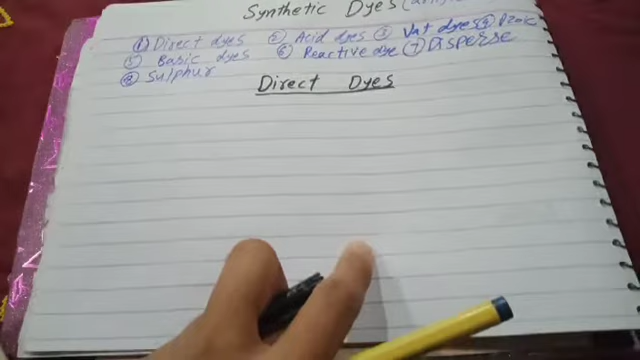 Synthetic Dyes
① Direct dyes ② Acid dyes ③ Vat dyes ④ Azoic
⑤ Basic dyes ⑥ Reactive dye ⑦ Disperse
⑧ Sulphur
Direct Dyes